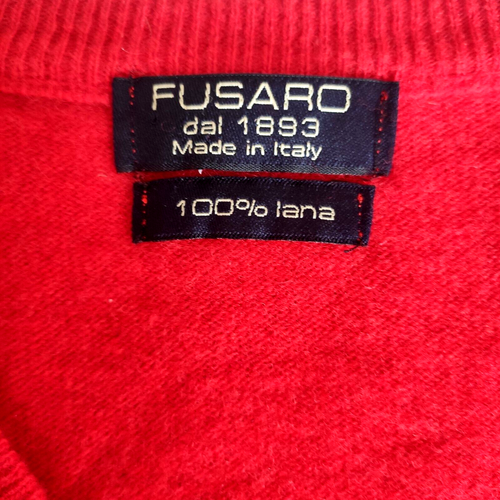 FUSARO
dal 1893
Made in Italy
100% lana